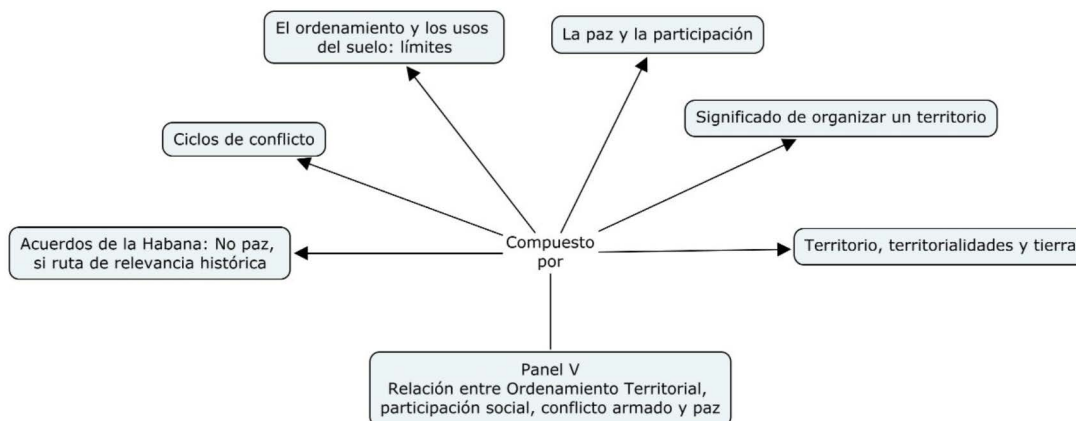 El ordenamiento y los usos
del suelo: límites
La paz y la participación
Significado de organizar un territorio
Ciclos de conflicto
Acuerdos de la Habana: No paz,
si ruta de relevancia histórica
Compuesto
por
Territorio, territorialidades y tierra
Panel V
Relación entre Ordenamiento Territorial,
participación social, conflicto armado y paz